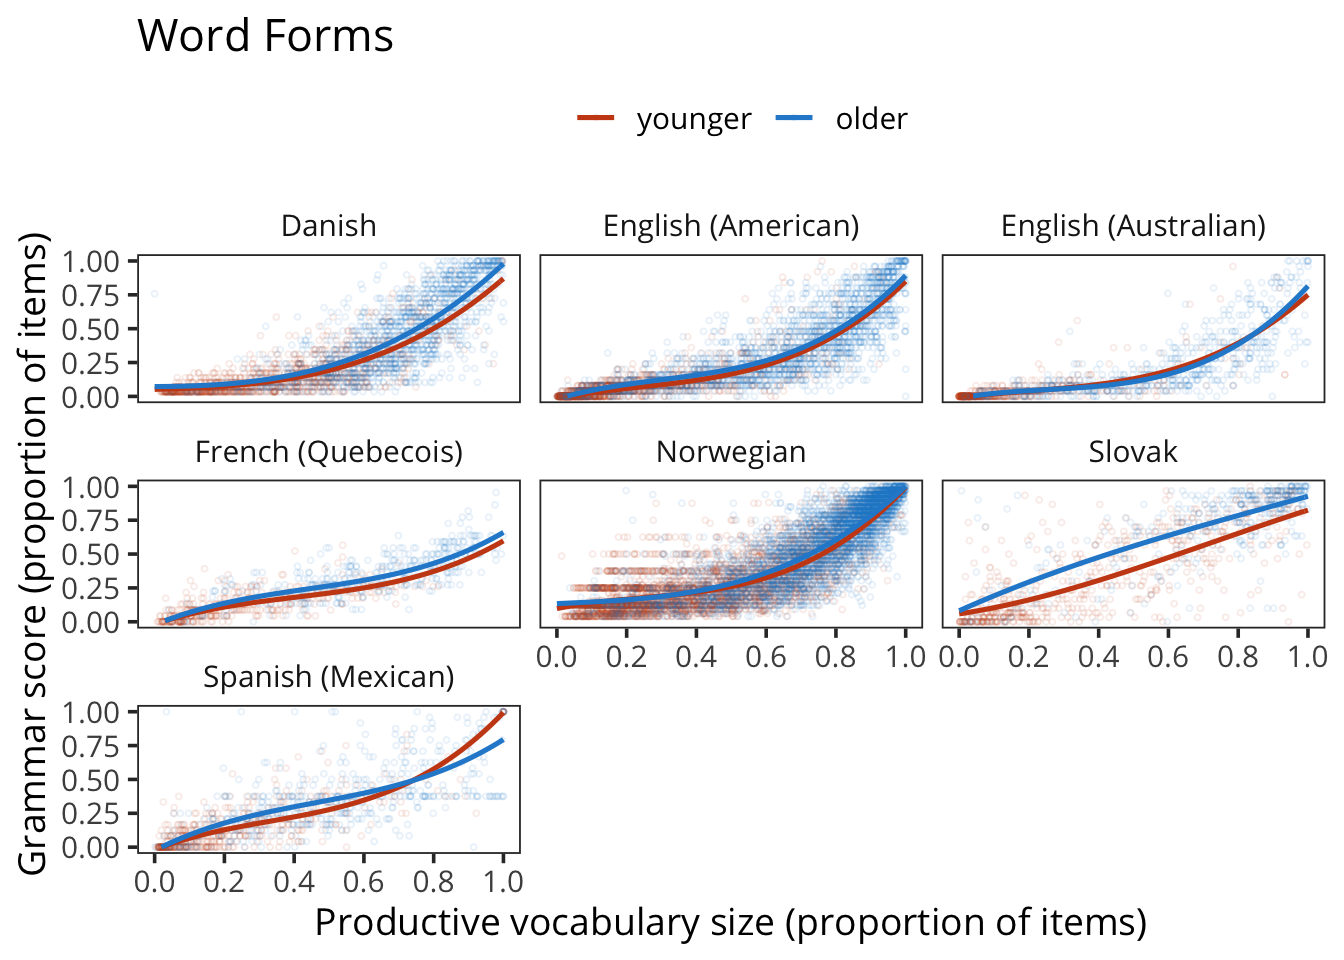 Word Forms
younger older
Danish English (American) English (Australian)
1.00
0.75
0.50
0.25
0.00
French (Quebecois) Norwegian Slovak
1.00
0.75
0.50
0.25
0.00
0.0 0.2 0.4 0.6 0.8 1.0 0.0 0.2 0.4 0.6 0.8 1.0
Spanish (Mexican)
1.00
0.75
0.50
0.25
0.00
0.0 0.2 0.4 0.6 0.8 1.0
Grammar score (proportion of items)
Productive vocabulary size (proportion of items)